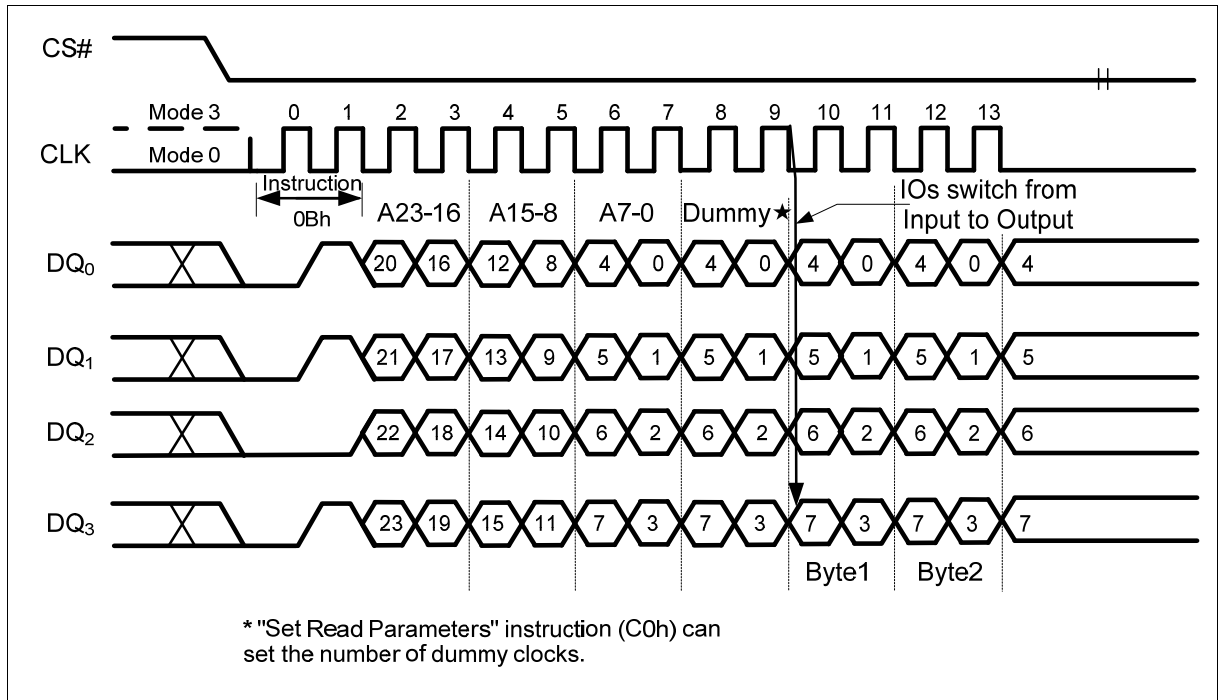 CS#
Mode 3
0 1 2 3 4 5 6 7 8 9 10 11 12 13
CLK
Mode 0
Instruction
0Bh
A23-16 A15-8 A7-0 Dummy★
IOs switch from
Input to Output
DQ₀ 20 16 12 8 4 0 4 0 4 0 4 0 4
DQ₁ 21 17 13 9 5 1 5 1 5 1 5 1 5
DQ₂ 22 18 14 10 6 2 6 2 6 2 6 2 6
DQ₃ 23 19 15 11 7 3 7 3 7 3 7 3 7
Byte1 Byte2
* "Set Read Parameters" instruction (C0h) can
set the number of dummy clocks.